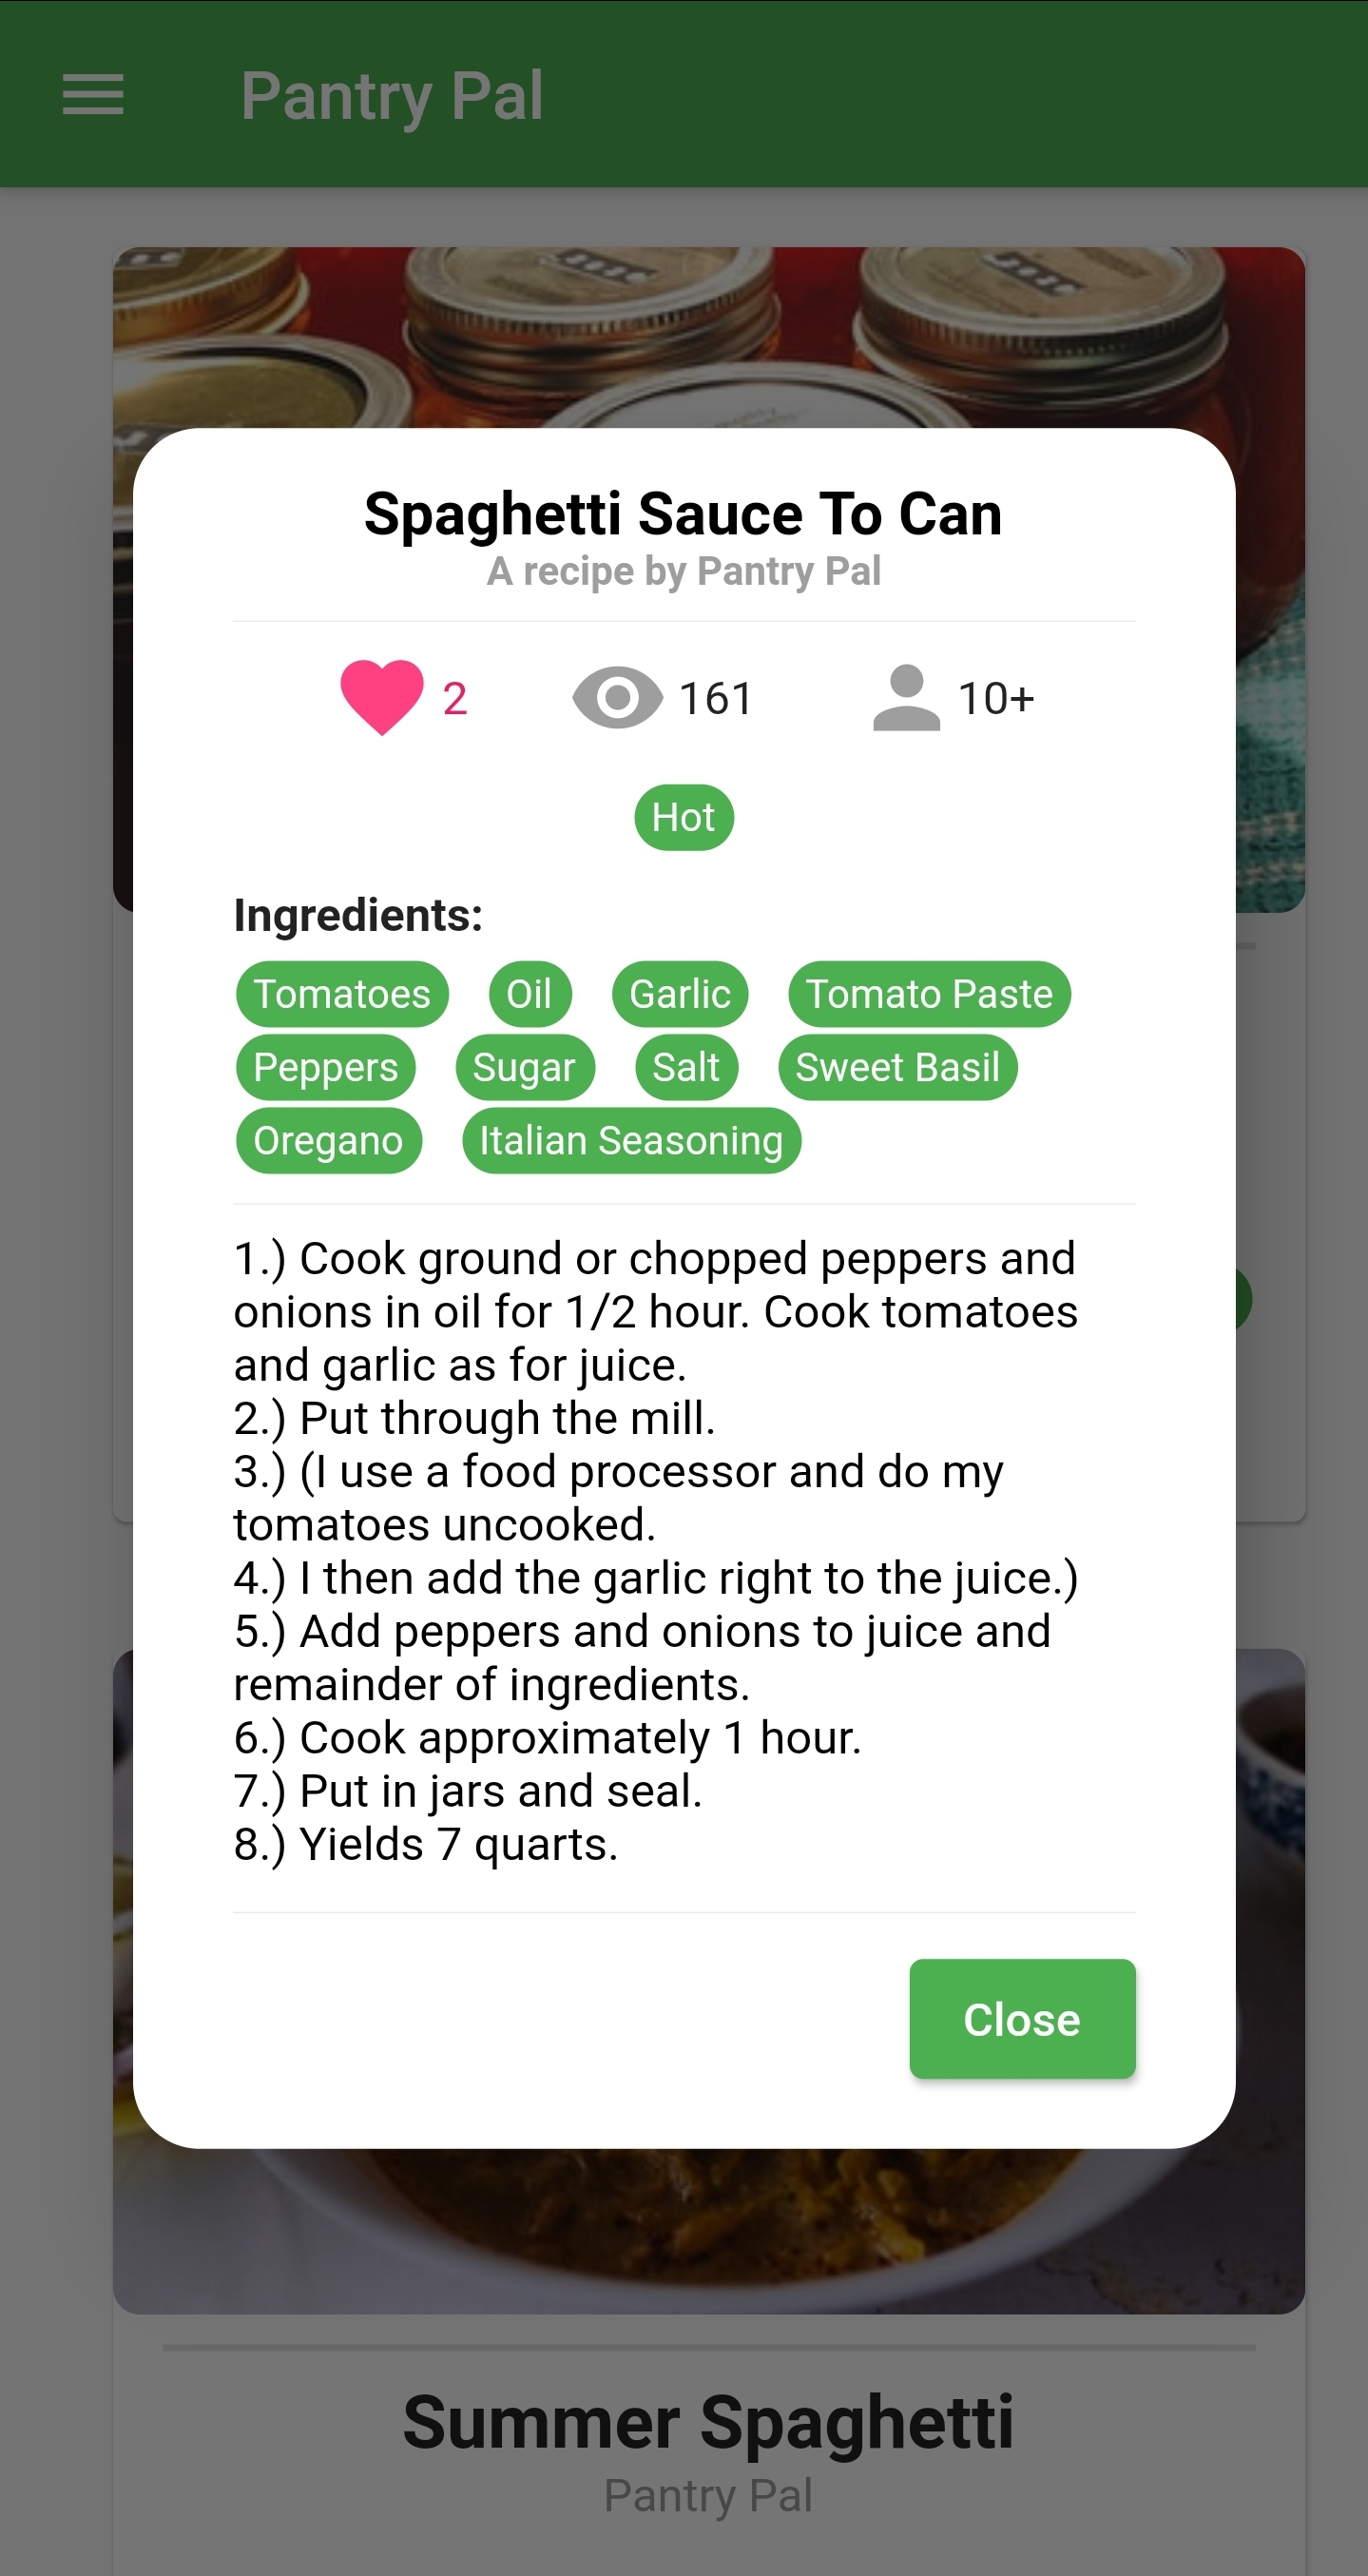 Pantry Pal
Spaghetti Sauce To Can
A recipe by Pantry Pal
2 161 10+
Hot
Ingredients:
Tomatoes Oil Garlic Tomato Paste
Peppers Sugar Salt Sweet Basil
Oregano Italian Seasoning
1.) Cook ground or chopped peppers and
onions in oil for 1/2 hour. Cook tomatoes
and garlic as for juice.
2.) Put through the mill.
3.) (I use a food processor and do my
tomatoes uncooked.
4.) I then add the garlic right to the juice.)
5.) Add peppers and onions to juice and
remainder of ingredients.
6.) Cook approximately 1 hour.
7.) Put in jars and seal.
8.) Yields 7 quarts.
Close
Summer Spaghetti
Pantry Pal